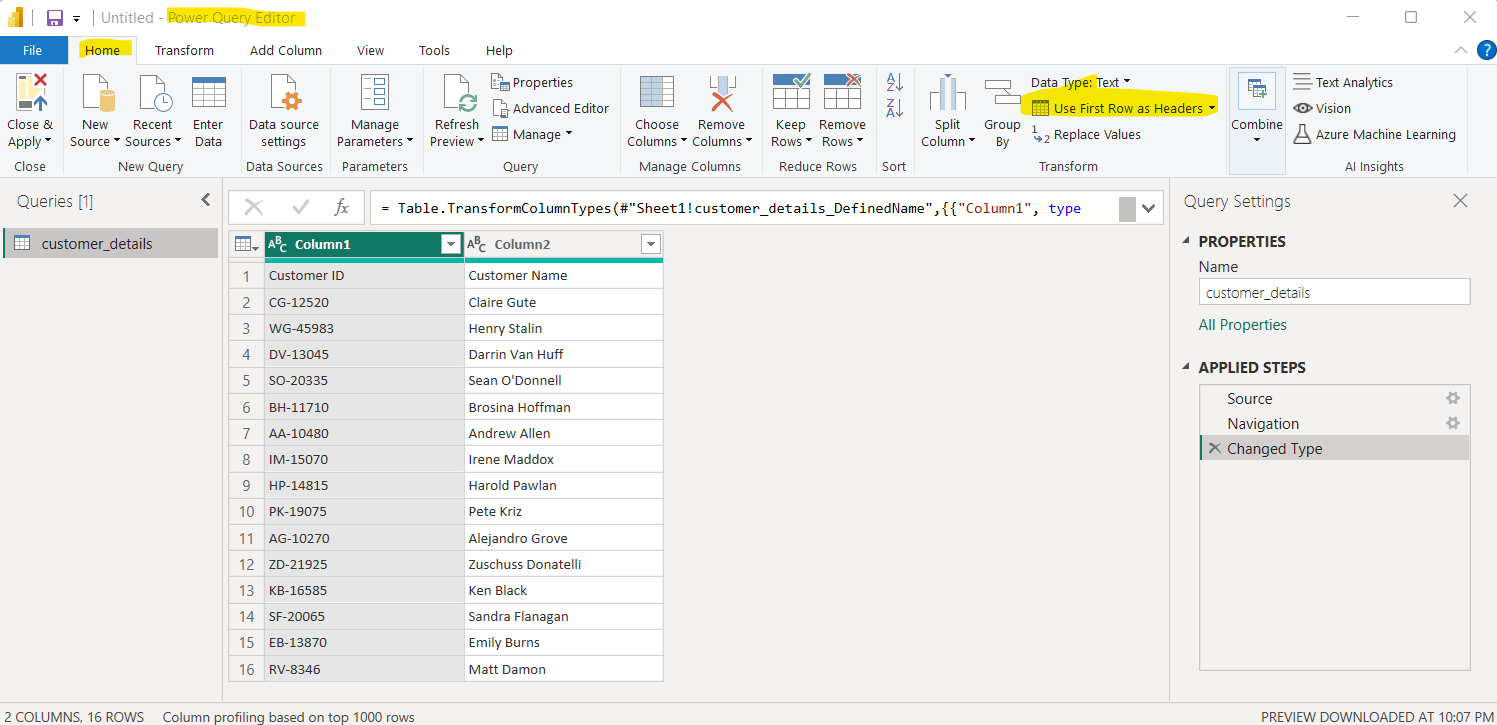 Untitled - Power Query Editor
File Home Transform Add Column View Tools Help ?
Close & Apply
Close
New Source
Recent Sources
Enter Data
New Query
Data source settings
Data Sources
Manage Parameters
Parameters
Refresh Preview
Properties
Advanced Editor
Manage
Query
Choose Columns
Remove Columns
Manage Columns
Keep Rows
Remove Rows
Reduce Rows
A Z
Z A
Sort
Split Column
Group By
Data Type: Text
Use First Row as Headers
1 2 Replace Values
Transform
Combine
Text Analytics
Vision
Azure Machine Learning
AI Insights
Queries [1]
customer_details
fx = Table.TransformColumnTypes(#"Sheet1!customer_details_DefinedName",{{"Column1", type
ABC Column1 ABC Column2
1 Customer ID Customer Name
2 CG-12520 Claire Gute
3 WG-45983 Henry Stalin
4 DV-13045 Darrin Van Huff
5 SO-20335 Sean O'Donnell
6 BH-11710 Brosina Hoffman
7 AA-10480 Andrew Allen
8 IM-15070 Irene Maddox
9 HP-14815 Harold Pawlan
10 PK-19075 Pete Kriz
11 AG-10270 Alejandro Grove
12 ZD-21925 Zuschuss Donatelli
13 KB-16585 Ken Black
14 SF-20065 Sandra Flanagan
15 EB-13870 Emily Burns
16 RV-8346 Matt Damon
Query Settings
PROPERTIES
Name
customer_details
All Properties
APPLIED STEPS
Source
Navigation
Changed Type
2 COLUMNS, 16 ROWS Column profiling based on top 1000 rows PREVIEW DOWNLOADED AT 10:07 PM